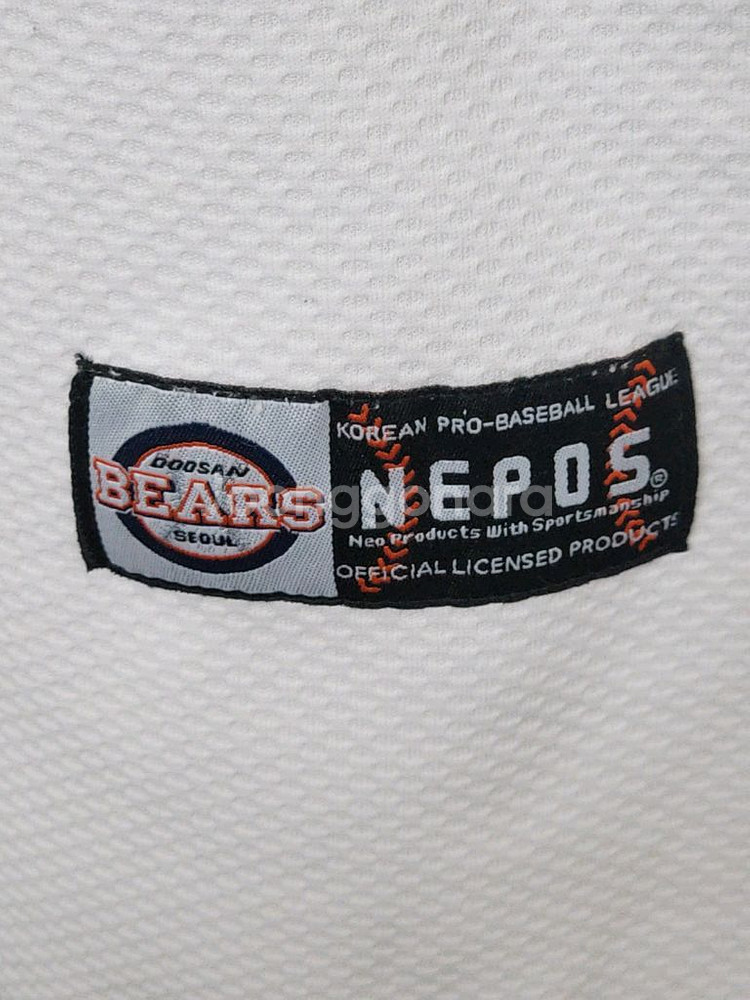 DOOSAN
BEARS
SEOUL
KOREAN PRO-BASEBALL LEAGUE
NEPOS®
Neo Products With Sportsmanship
OFFICIAL LICENSED PRODUCTS